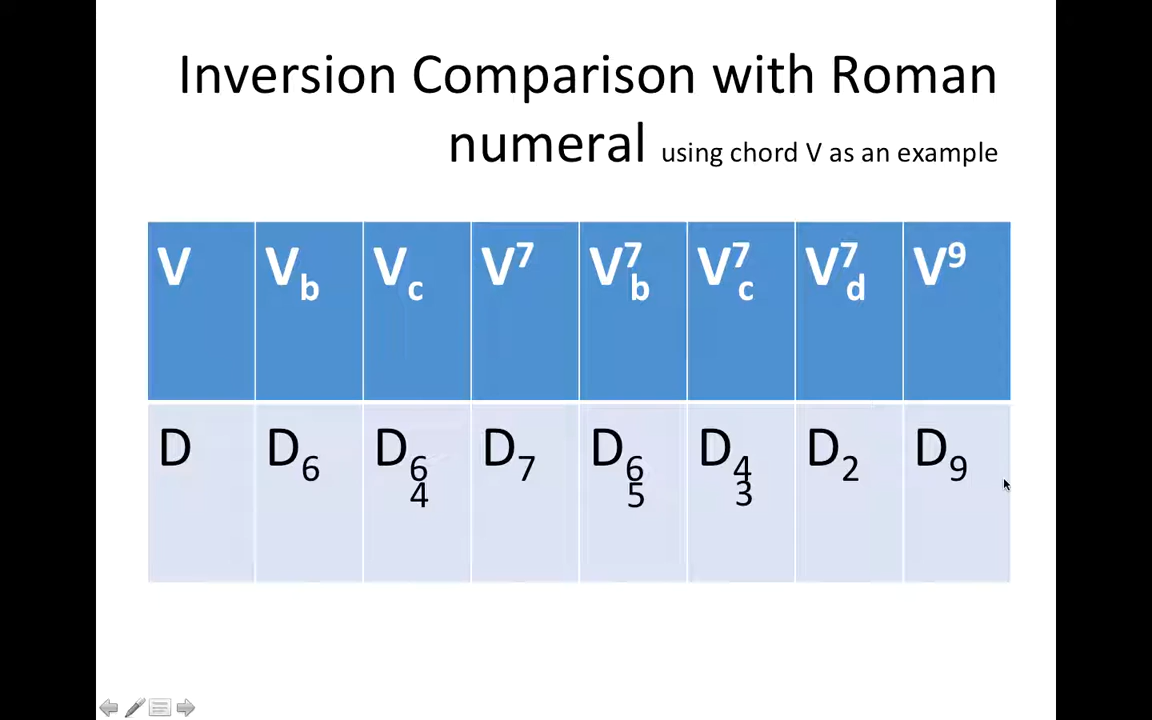 Inversion Comparison with Roman
numeral using chord V as an example
V Vb Vc V7 V7b V7c V7d V9
D D6 D64 D7 D65 D43 D2 D9